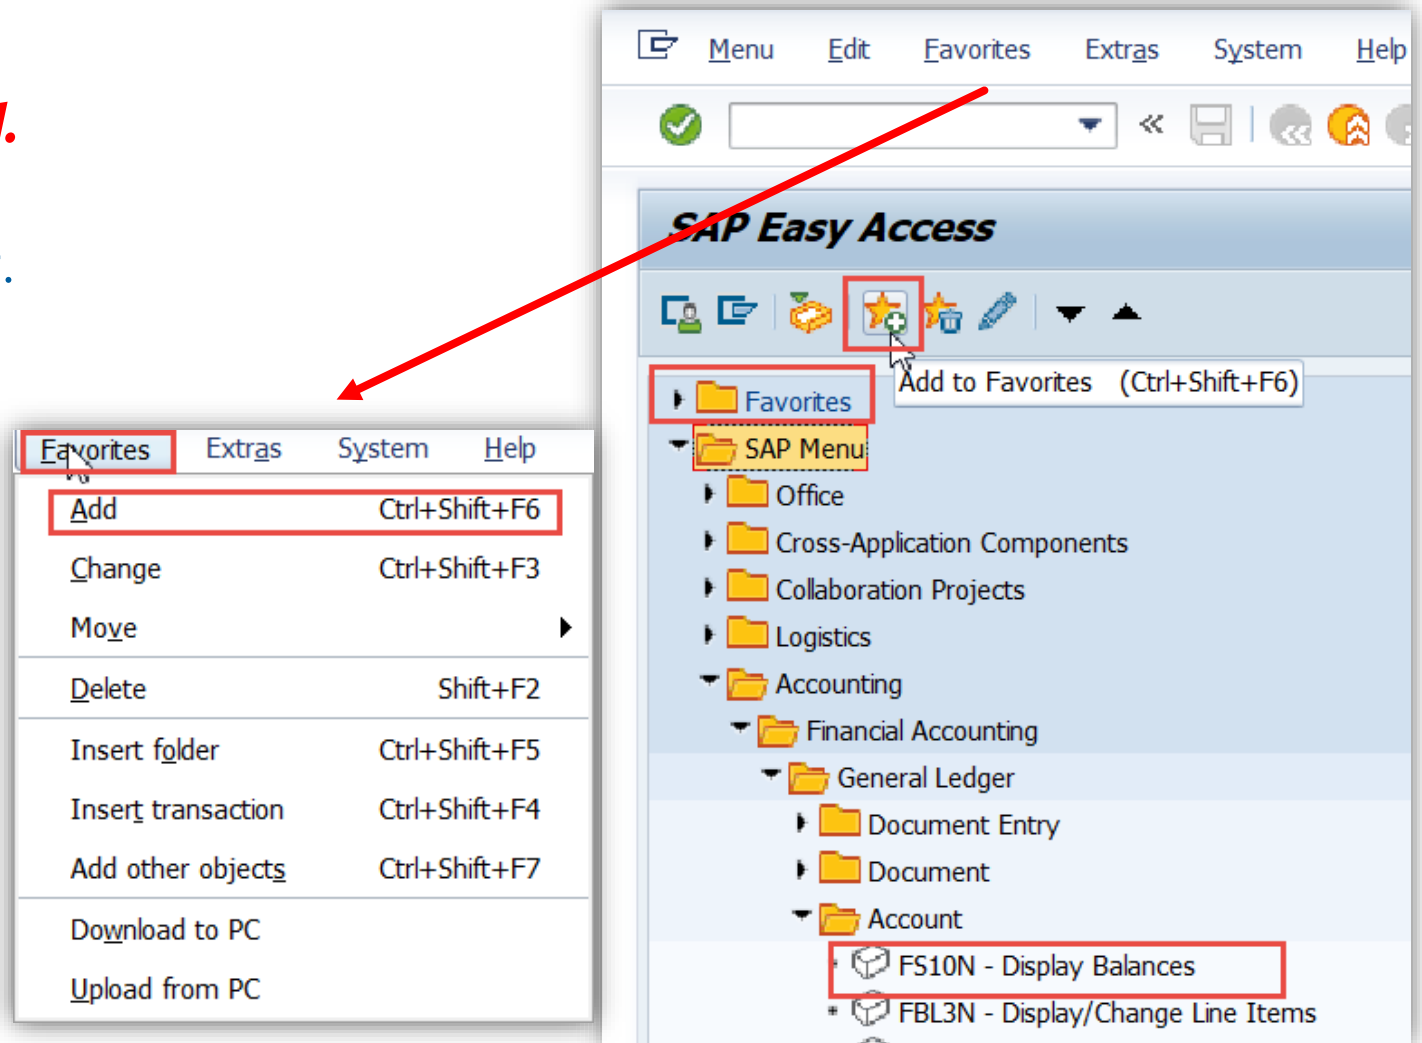 Menu Edit Favorites Extras System Help
SAP Easy Access
Add to Favorites (Ctrl+Shift+F6)
Favorites
SAP Menu
Office
Cross-Application Components
Collaboration Projects
Logistics
Accounting
Financial Accounting
General Ledger
Document Entry
Document
Account
FS10N - Display Balances
FBL3N - Display/Change Line Items
Favorites Extras System Help
Add Ctrl+Shift+F6
Change Ctrl+Shift+F3
Move
Delete Shift+F2
Insert folder Ctrl+Shift+F5
Insert transaction Ctrl+Shift+F4
Add other objects Ctrl+Shift+F7
Download to PC
Upload from PC